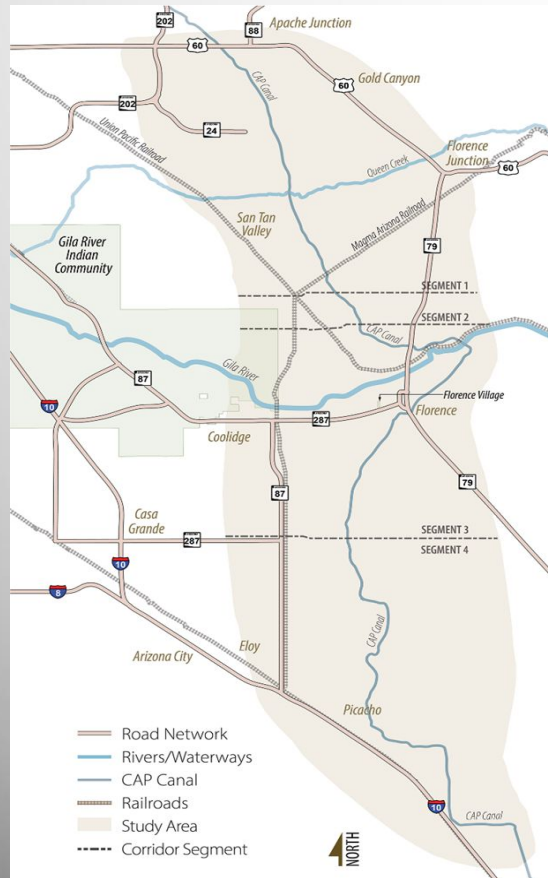 202
Apache Junction
88
60
CAP Canal
Gold Canyon
60
202
Union Pacific Railroad
24
Florence
Junction
60
Queen Creek
San Tan
Valley
Magma Arizona Railroad
Gila River
Indian
Community
79
SEGMENT 1
SEGMENT 2
CAP Canal
Gila River
87
10
Florence Village
287
Florence
Coolidge
87
79
Casa
Grande
287
SEGMENT 3
SEGMENT 4
10
8
CAP Canal
Eloy
Arizona City
Picacho
Road Network
Rivers/Waterways
CAP Canal
Railroads
Study Area
Corridor Segment
10
CAP Canal
NORTH